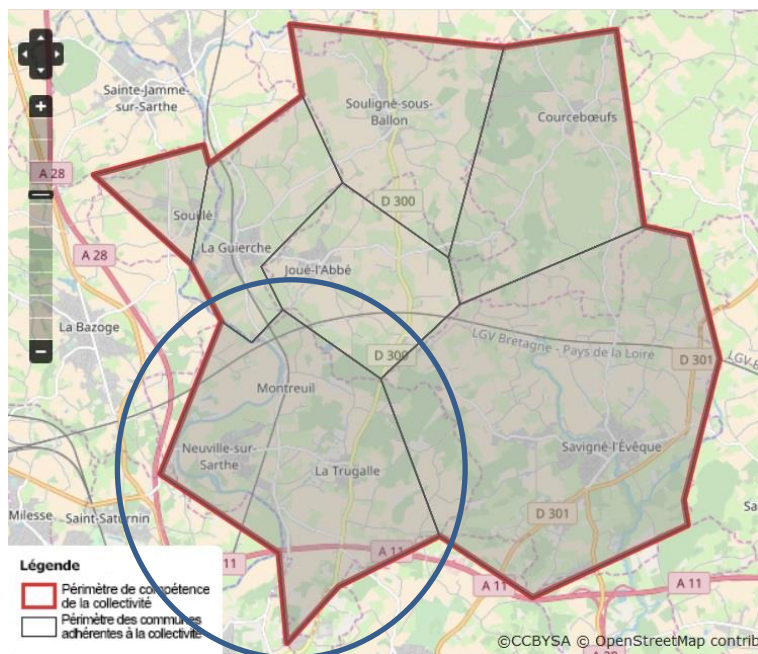 Sainte-Jamme-
sur-Sarthe
Souligné-sous-
Ballon
Courcebœufs
A 28
D 300
Souillé
La Guierche
A 28
Joué-l'Abbé
La Bazoge
LGV Bretagne - Pays de la Loire
D 300
D 301
LGV B
Montreuil
Neuville-sur-
Sarthe
La Trugalle
Savigné-l'Évêque
Milesse
Saint-Saturnin
D 301
Sa
A 11
A 11
A 11
A 11
Légende
Périmètre de compétence
de la collectivité
Périmètre des communes
adhérentes à la collectivité
©CCBYSA © OpenStreetMap contrib